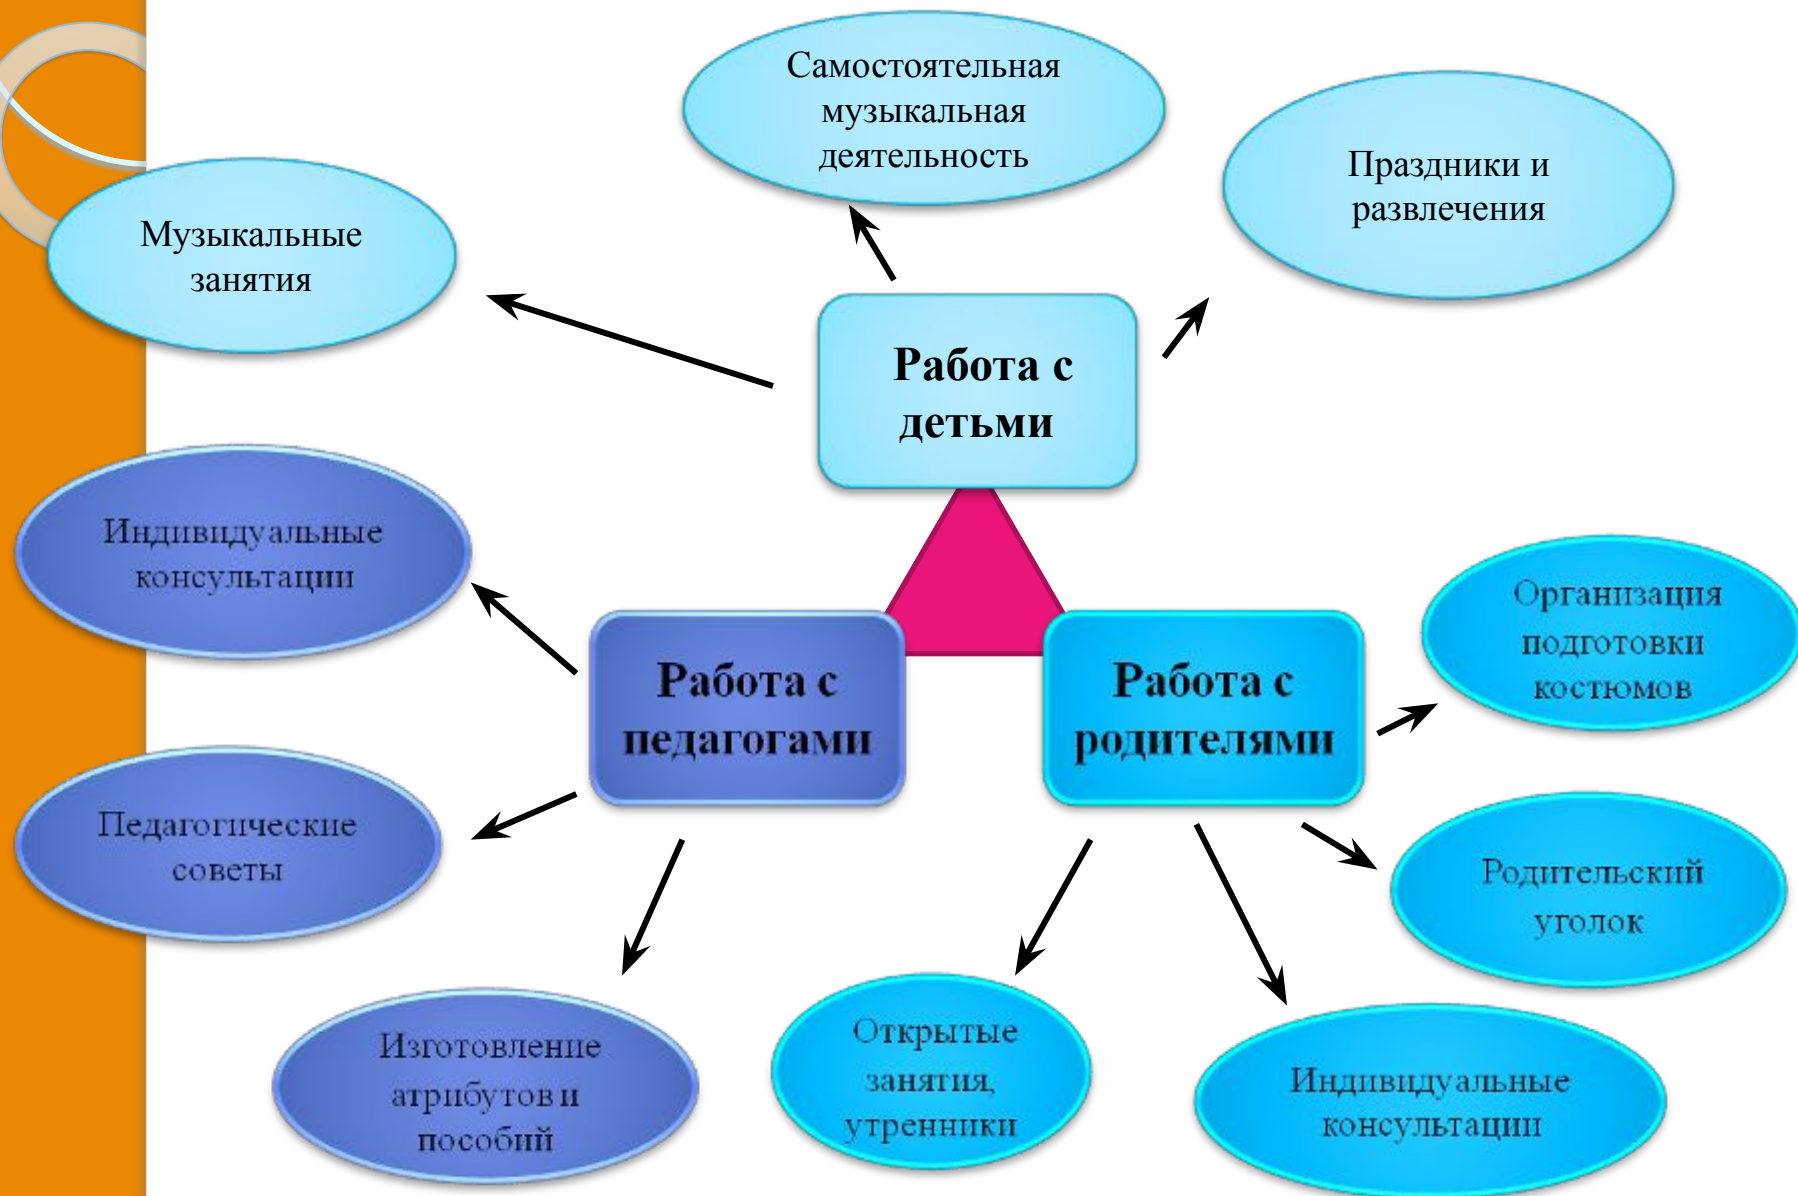 Самостоятельная
музыкальная
деятельность
Праздники и
развлечения
Музыкальные
занятия
Работа с
детьми
Индивидуальные
консультации
Организация
подготовки
костюмов
Работа с
педагогами
Работа с
родителями
Педагогические
советы
Родительский
уголок
Изготовление
атрибутов и
пособий
Открытые
занятия,
утренники
Индивидуальные
консультации